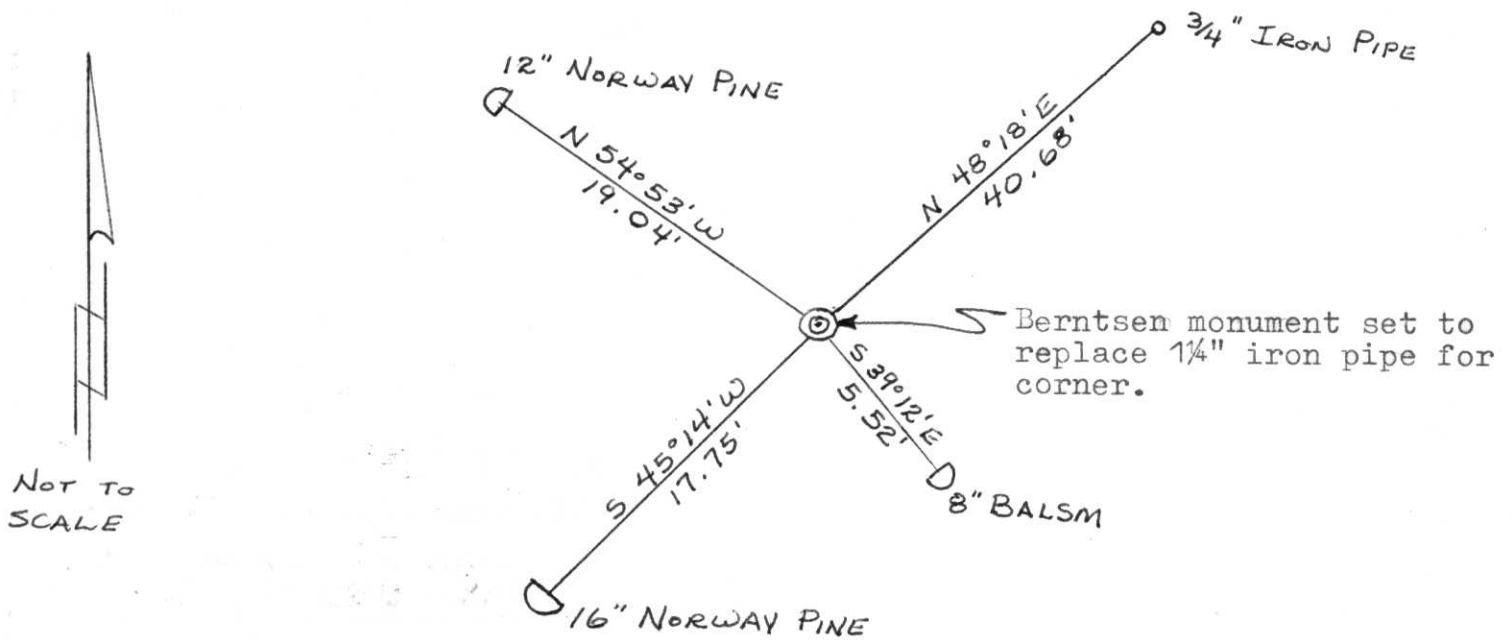 3/4" IRON PIPE
12" NORWAY PINE
N 48°18'E
40.68'
N 54°53'W
19.04'
Berntsen monument set to
replace 1¼" iron pipe for
corner.
S 39°12'E
5.52'
S 45°14'W
17.75'
NOT TO
SCALE
8" BALSM
16" NORWAY PINE